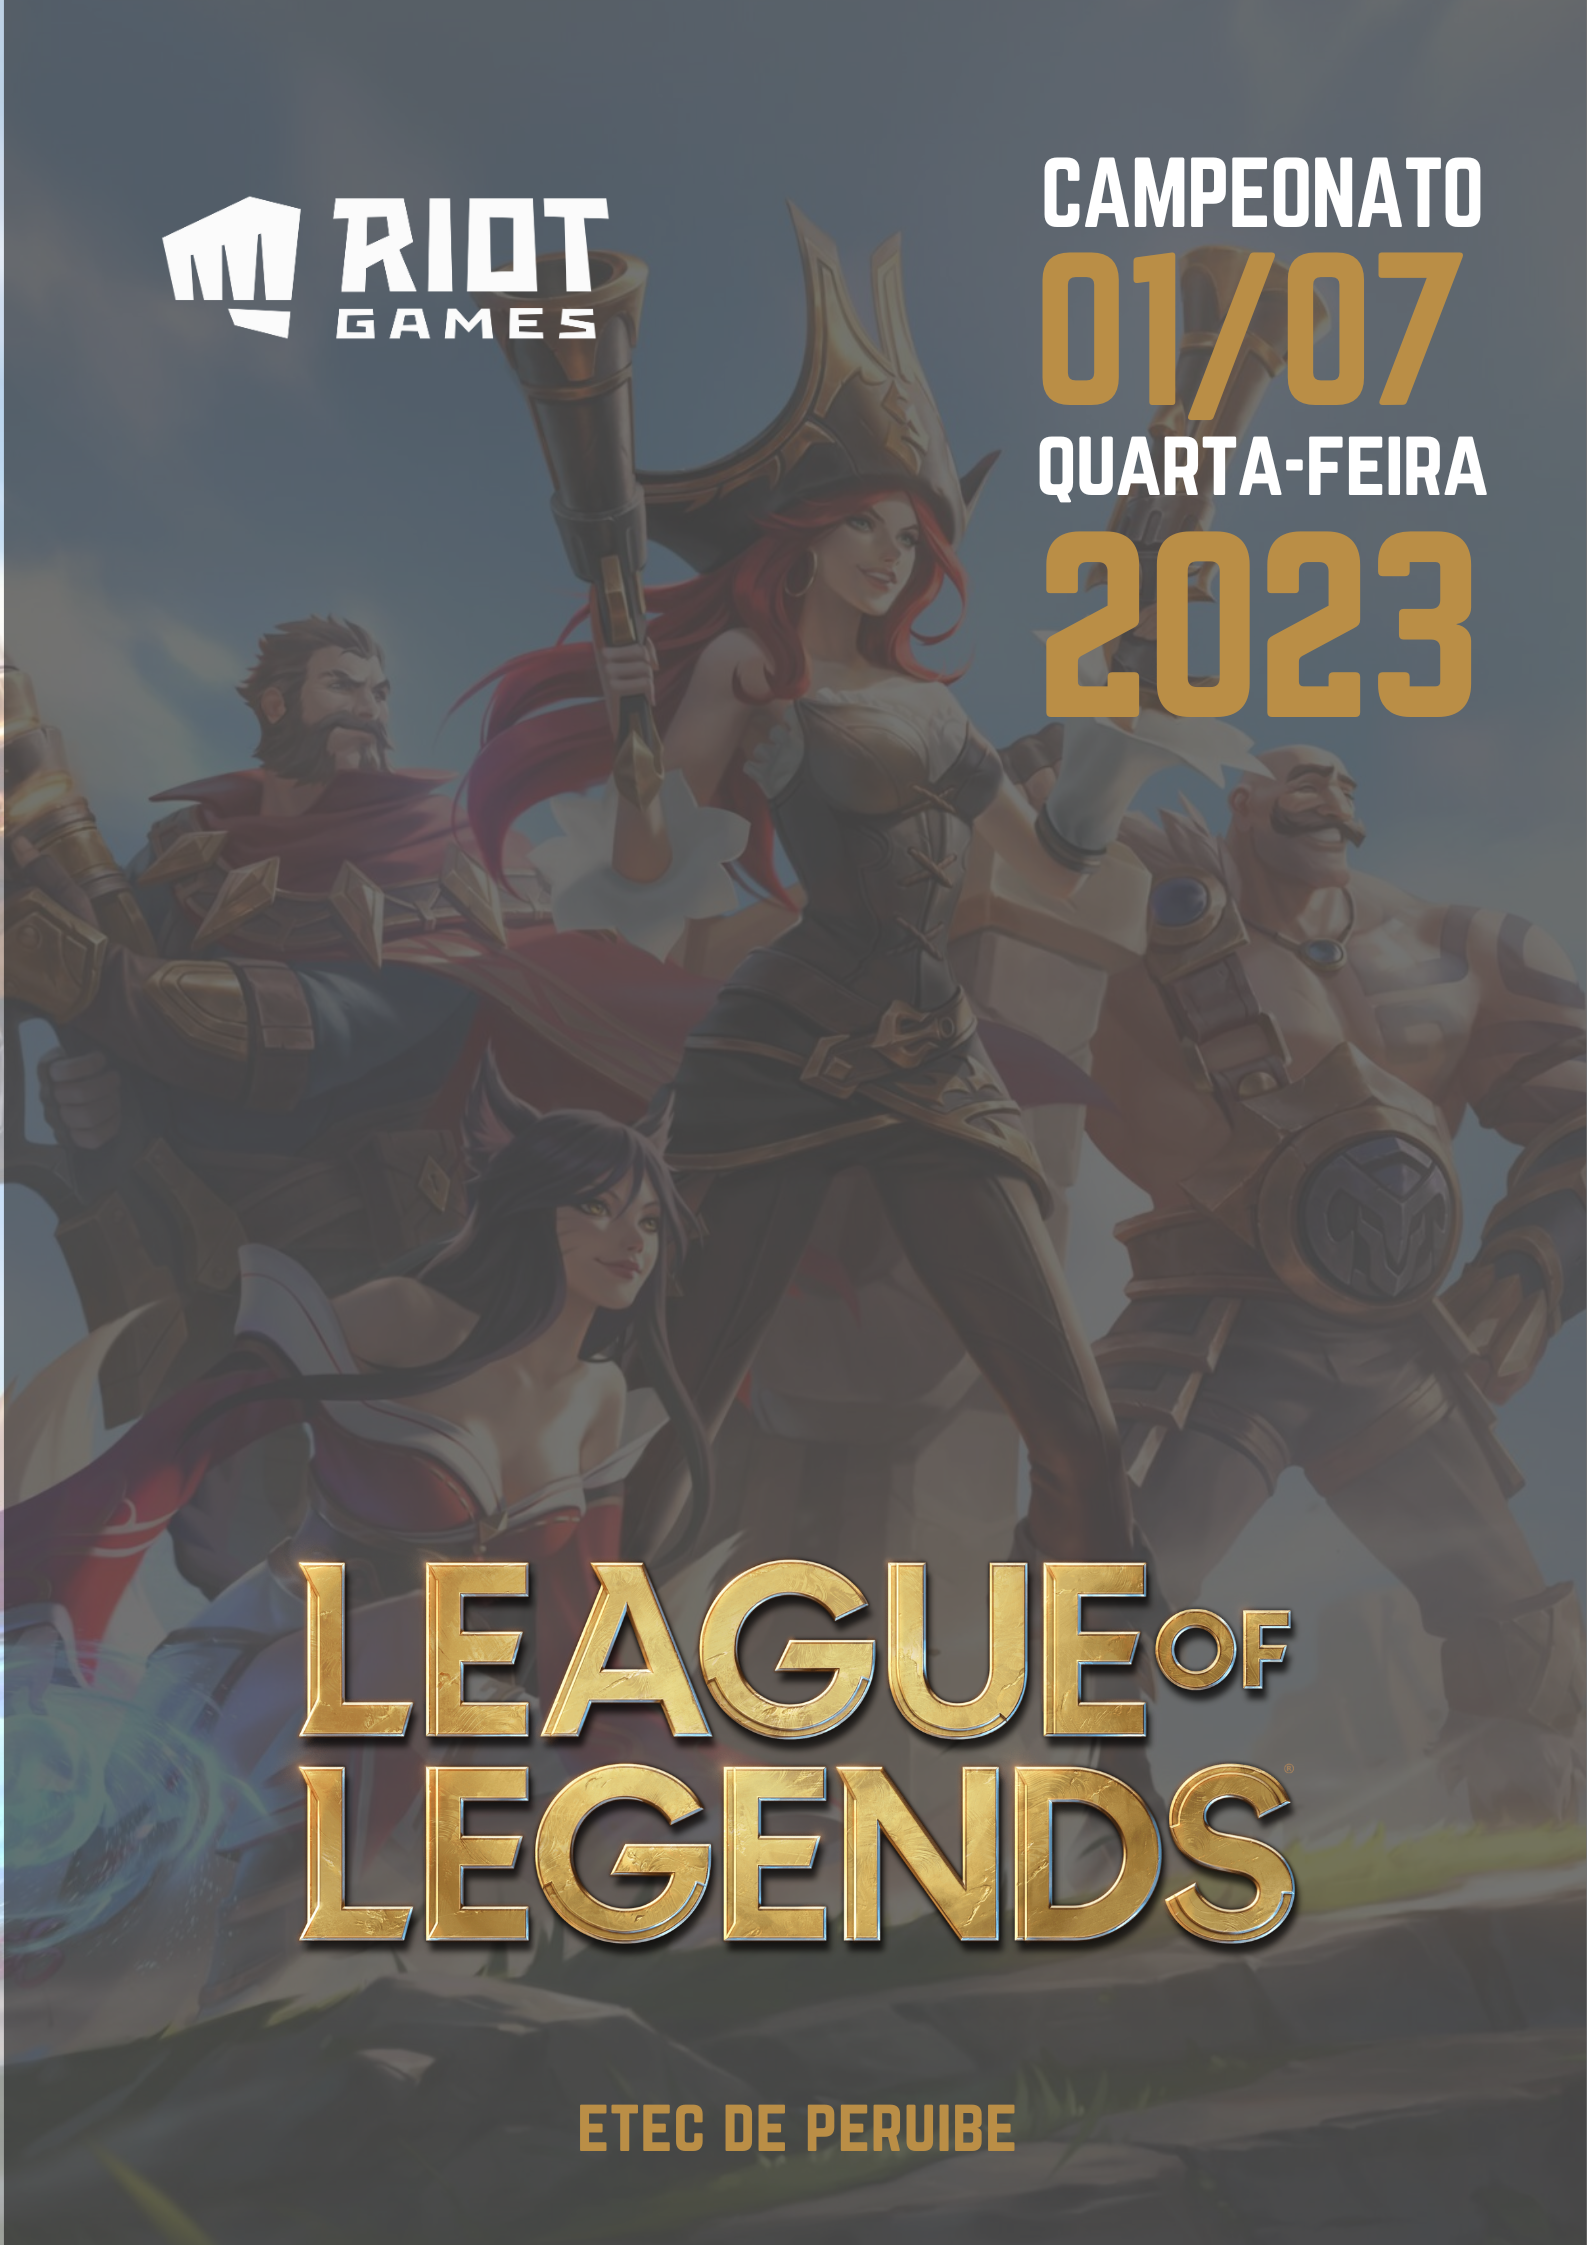 RIOT
GAMES
CAMPEONATO
01/07
QUARTA-FEIRA
2023
LEAGUE OF
LEGENDS®
ETEC DE PERUIBE